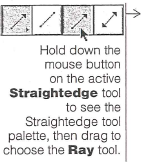 Hold down the
mouse button
on the active
Straightedge tool
to see the
Straightedge tool
palette, then drag to
choose the Ray tool.